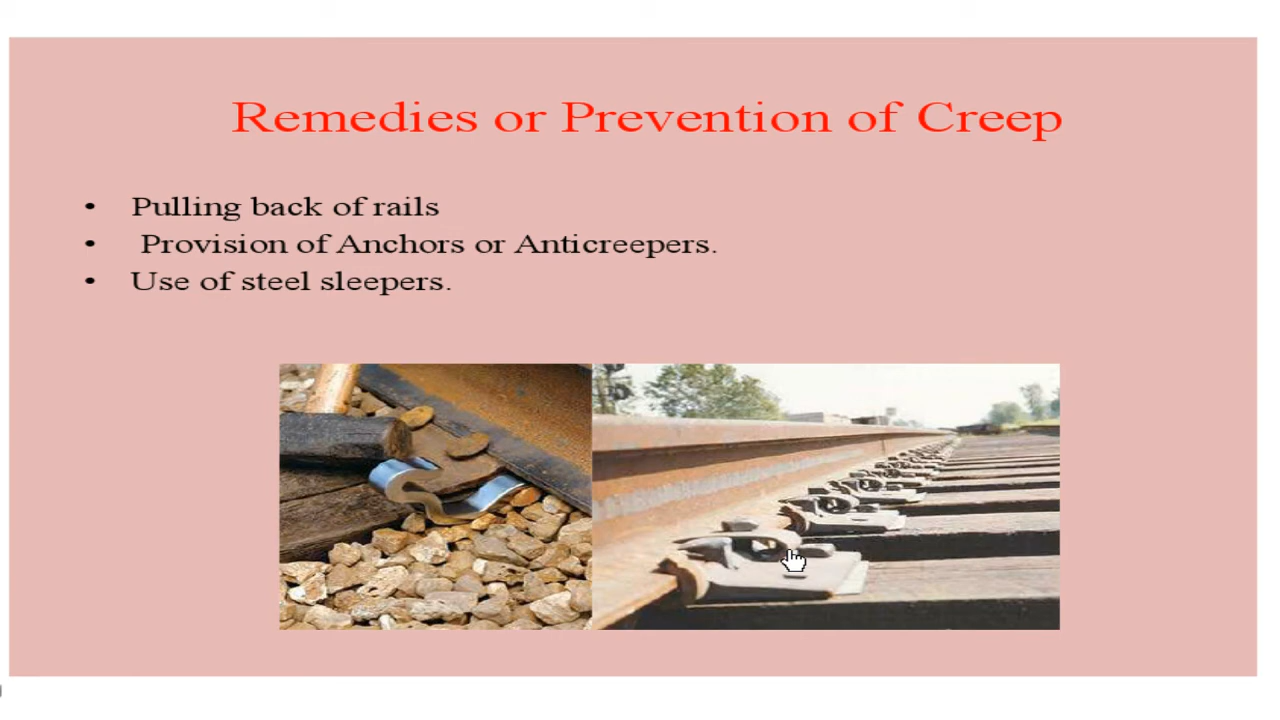 Remedies or Prevention of Creep
• Pulling back of rails
• Provision of Anchors or Anticreepers.
• Use of steel sleepers.